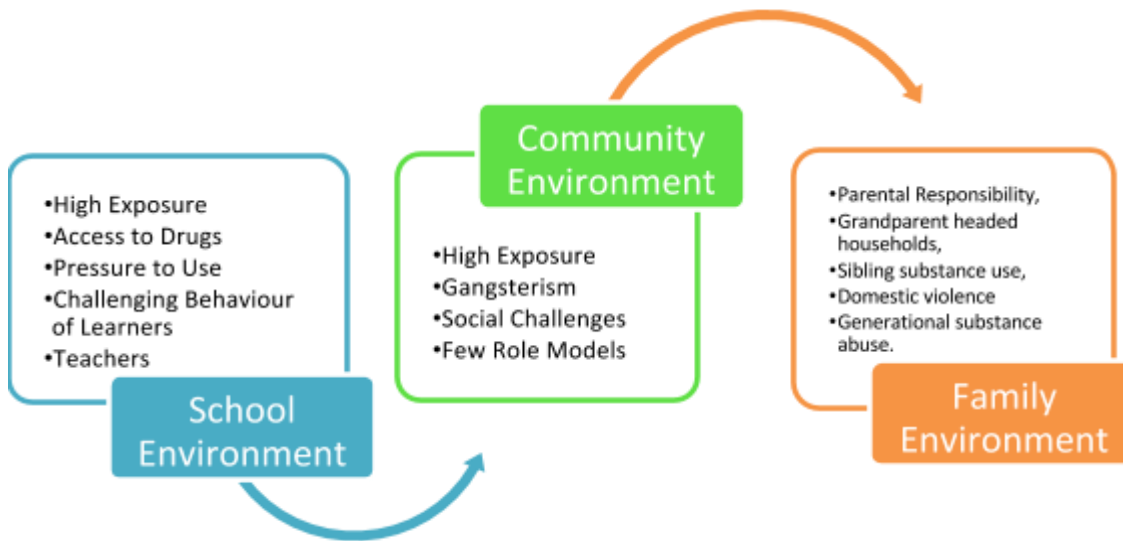 •High Exposure
•Access to Drugs
•Pressure to Use
•Challenging Behaviour
of Learners
•Teachers
School
Environment
Community
Environment
•High Exposure
•Gangsterism
•Social Challenges
•Few Role Models
•Parental Responsibility,
•Grandparent headed
households,
•Sibling substance use,
•Domestic violence
•Generational substance
abuse.
Family
Environment